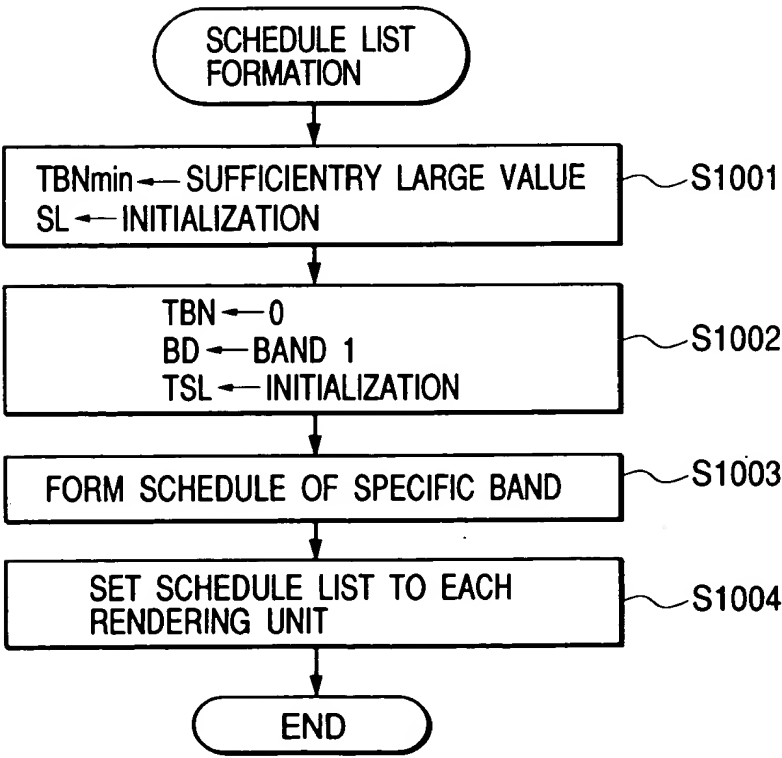 SCHEDULE LIST
FORMATION
TBNmin ← SUFFICIENTRY LARGE VALUE
SL ← INITIALIZATION
S1001
TBN ← 0
BD ← BAND 1
TSL ← INITIALIZATION
S1002
FORM SCHEDULE OF SPECIFIC BAND
S1003
SET SCHEDULE LIST TO EACH
RENDERING UNIT
S1004
END